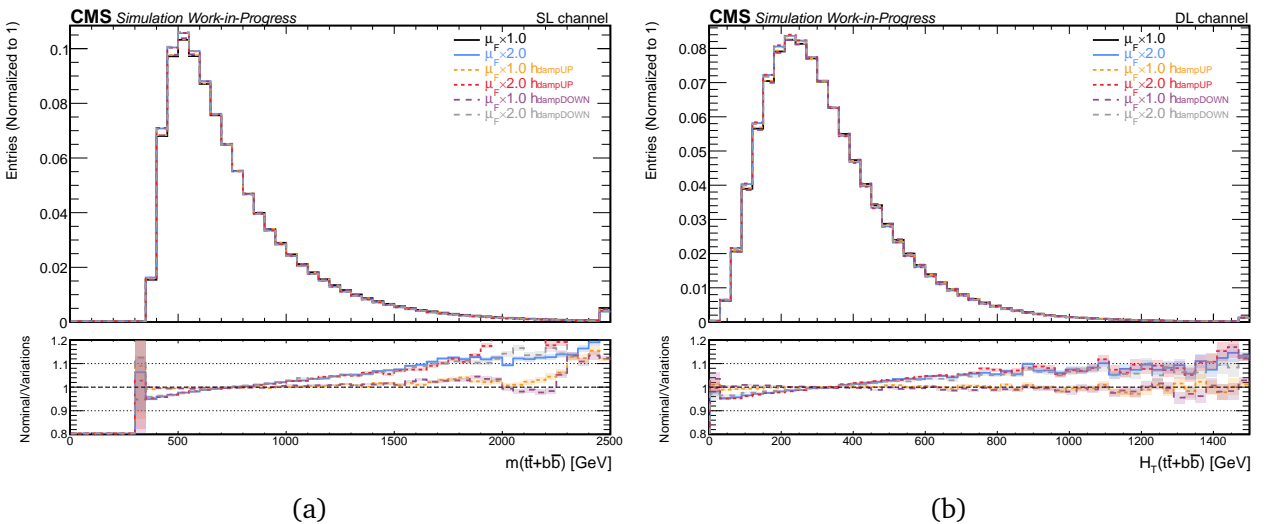 CMS Simulation Work-in-Progress SL channel
Entries (Normalized to 1)
0.1
0.08
0.06
0.04
0.02
0
μF×1.0
μF×2.0
μF×1.0 hdampUP
μF×2.0 hdampUP
μF×1.0 hdampDOWN
μF×2.0 hdampDOWN
Nominal/Variations
1.2
1.1
1
0.9
0.8
0 500 1000 1500 2000 2500
m(tt̄+bb̄) [GeV]
(a)
CMS Simulation Work-in-Progress DL channel
Entries (Normalized to 1)
0.08
0.07
0.06
0.05
0.04
0.03
0.02
0.01
0
μF×1.0
μF×2.0
μF×1.0 hdampUP
μF×2.0 hdampUP
μF×1.0 hdampDOWN
μF×2.0 hdampDOWN
Nominal/Variations
1.2
1.1
1
0.9
0.8
0 200 400 600 800 1000 1200 1400
HT(tt̄+bb̄) [GeV]
(b)